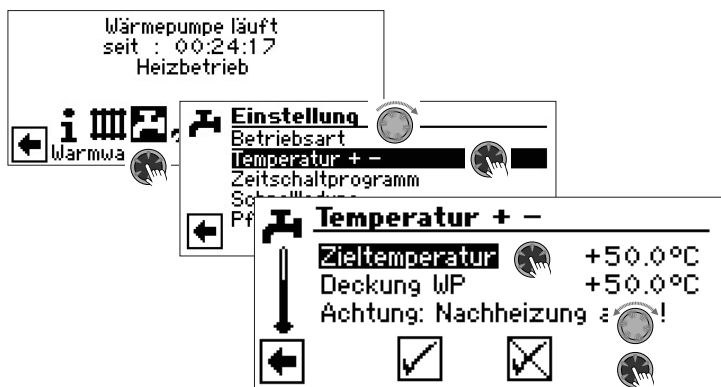 Wärmepumpe läuft
seit : 00:24:17
Heizbetrieb
Einstellung
Betriebsart
Temperatur + -
Zeitschaltprogramm
Temperatur + -
Zieltemperatur +50.0°C
Deckung WP +50.0°C
Achtung: Nachheizung